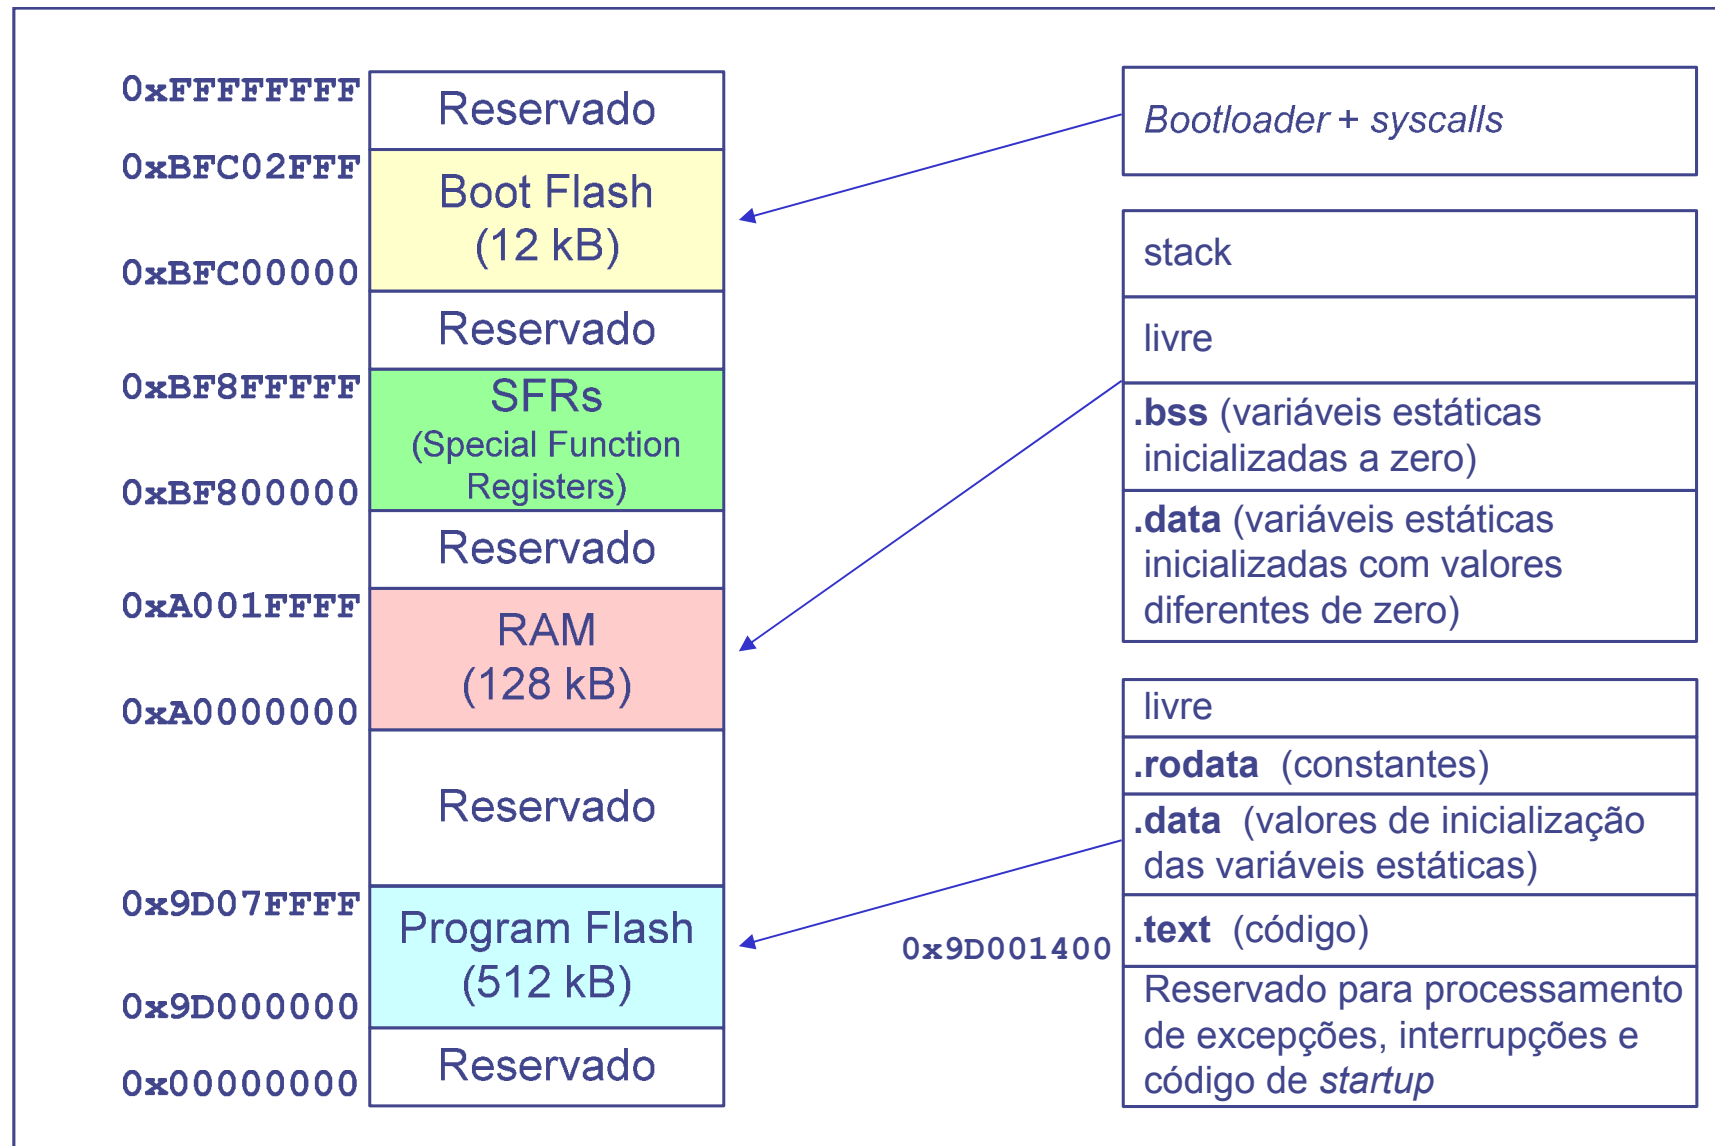 0xFFFFFFFF
Reservado
0xBFC02FFF
Boot Flash
(12 kB)
0xBFC00000
Reservado
0xBF8FFFFF
SFRs
(Special Function
Registers)
0xBF800000
Reservado
0xA001FFFF
RAM
(128 kB)
0xA0000000
Reservado
0x9D07FFFF
Program Flash
(512 kB)
0x9D000000
Reservado
0x00000000
Bootloader + syscalls
stack
livre
.bss (variáveis estáticas
inicializadas a zero)
.data (variáveis estáticas
inicializadas com valores
diferentes de zero)
livre
.rodata (constantes)
.data (valores de inicialização
das variáveis estáticas)
0x9D001400
.text (código)
Reservado para processamento
de excepções, interrupções e
código de startup